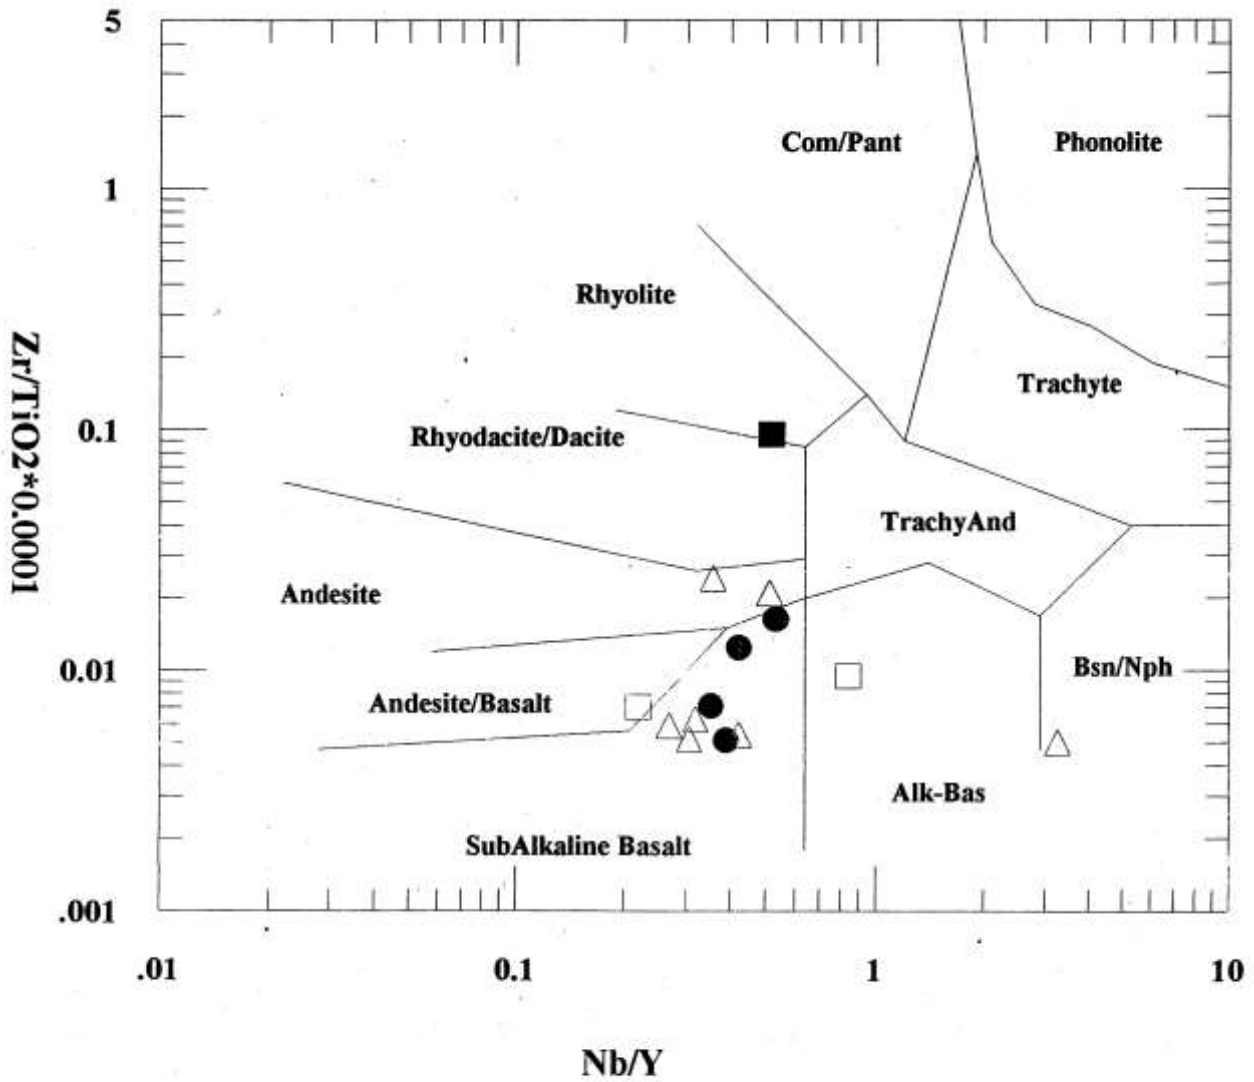 5
Com/Pant
Phonolite
1
Rhyolite
Trachyte
0.1
Rhyodacite/Dacite
TrachyAnd
Zr/TiO2*0.0001
Andesite
0.01
Bsn/Nph
Andesite/Basalt
Alk-Bas
SubAlkaline Basalt
.001
.01
0.1
1
10
Nb/Y